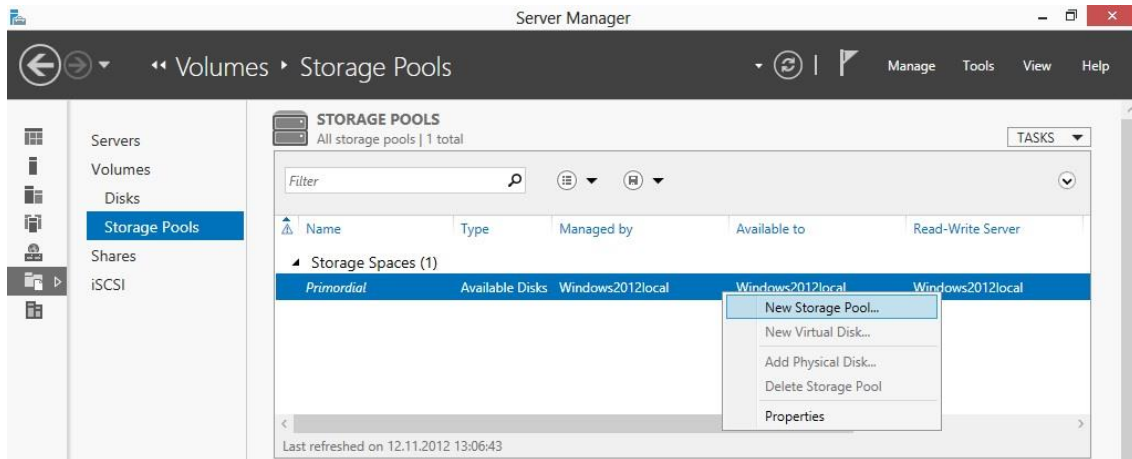 Server Manager
Volumes Storage Pools
Manage Tools View Help
STORAGE POOLS
All storage pools | 1 total
TASKS
Servers
Volumes
Disks
Storage Pools
Shares
iSCSI
Filter
Name Type Managed by Available to Read-Write Server
Storage Spaces (1)
Primordial Available Disks Windows2012local Windows2012local Windows2012local
New Storage Pool...
New Virtual Disk...
Add Physical Disk...
Delete Storage Pool
Properties
Last refreshed on 12.11.2012 13:06:43